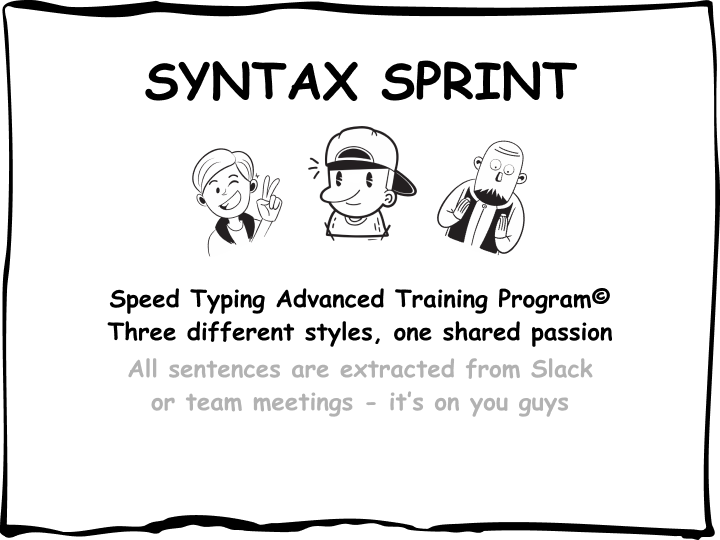 SYNTAX SPRINT
Speed Typing Advanced Training Program©
Three different styles, one shared passion
All sentences are extracted from Slack
or team meetings - it's on you guys